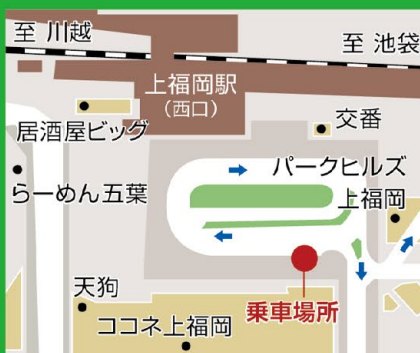 至 川越
至 池袋
上福岡駅
（西口）
居酒屋ビッグ
交番
らーめん五葉
パークヒルズ
上福岡
天狗
乗車場所
ココネ上福岡